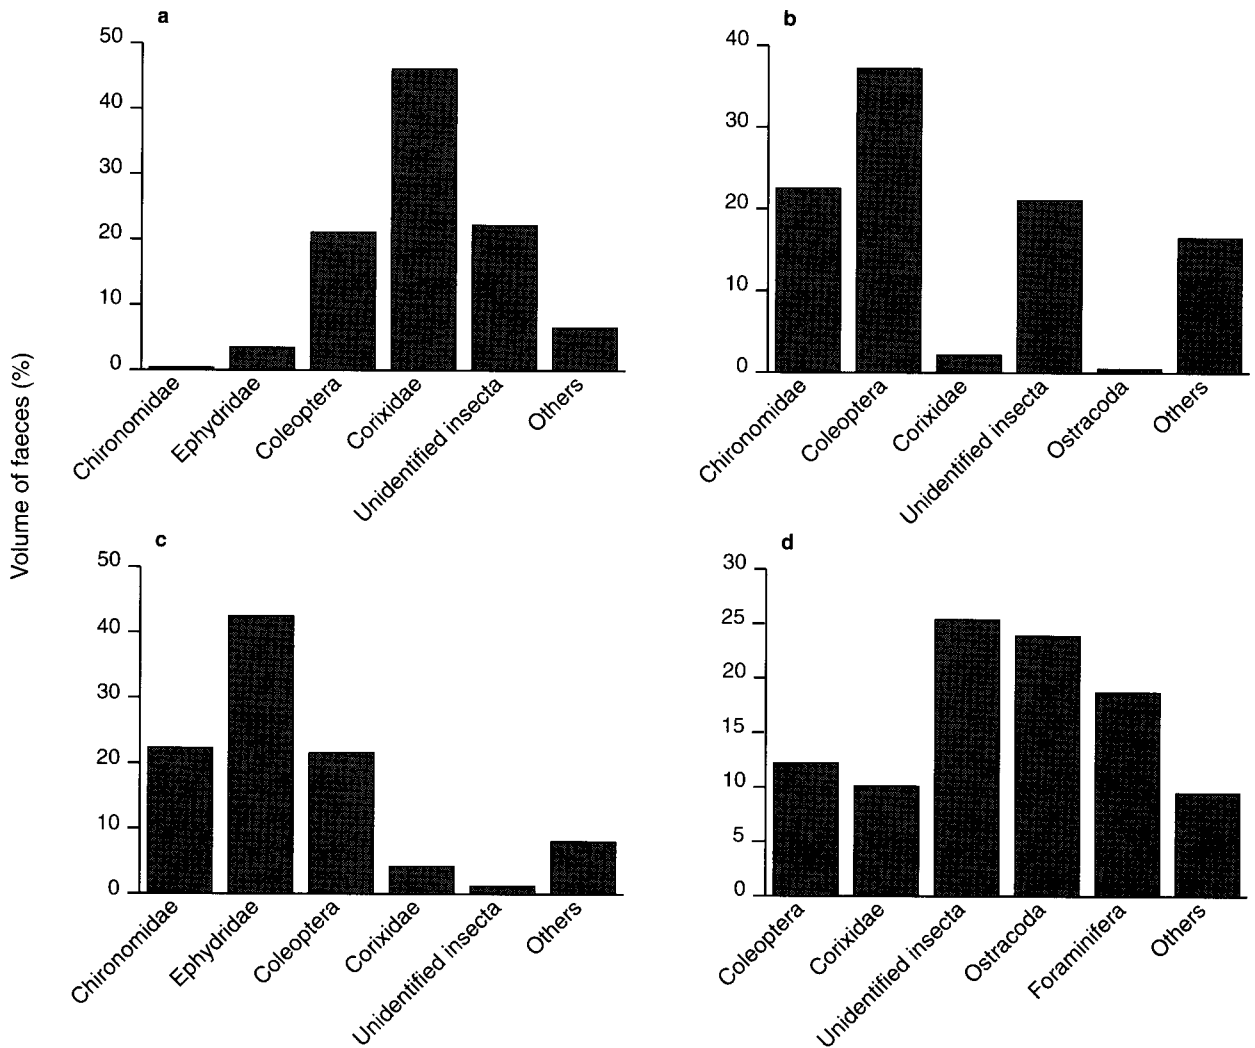 Volume of faeces (%)
a
50
40
30
20
10
0
Chironomidae
Ephydridae
Coleoptera
Corixidae
Unidentified insecta
Others
b
40
30
20
10
0
Chironomidae
Coleoptera
Corixidae
Unidentified insecta
Ostracoda
Others
c
50
40
30
20
10
0
Chironomidae
Ephydridae
Coleoptera
Corixidae
Unidentified insecta
Others
d
30
25
20
15
10
5
0
Coleoptera
Corixidae
Unidentified insecta
Ostracoda
Foraminifera
Others